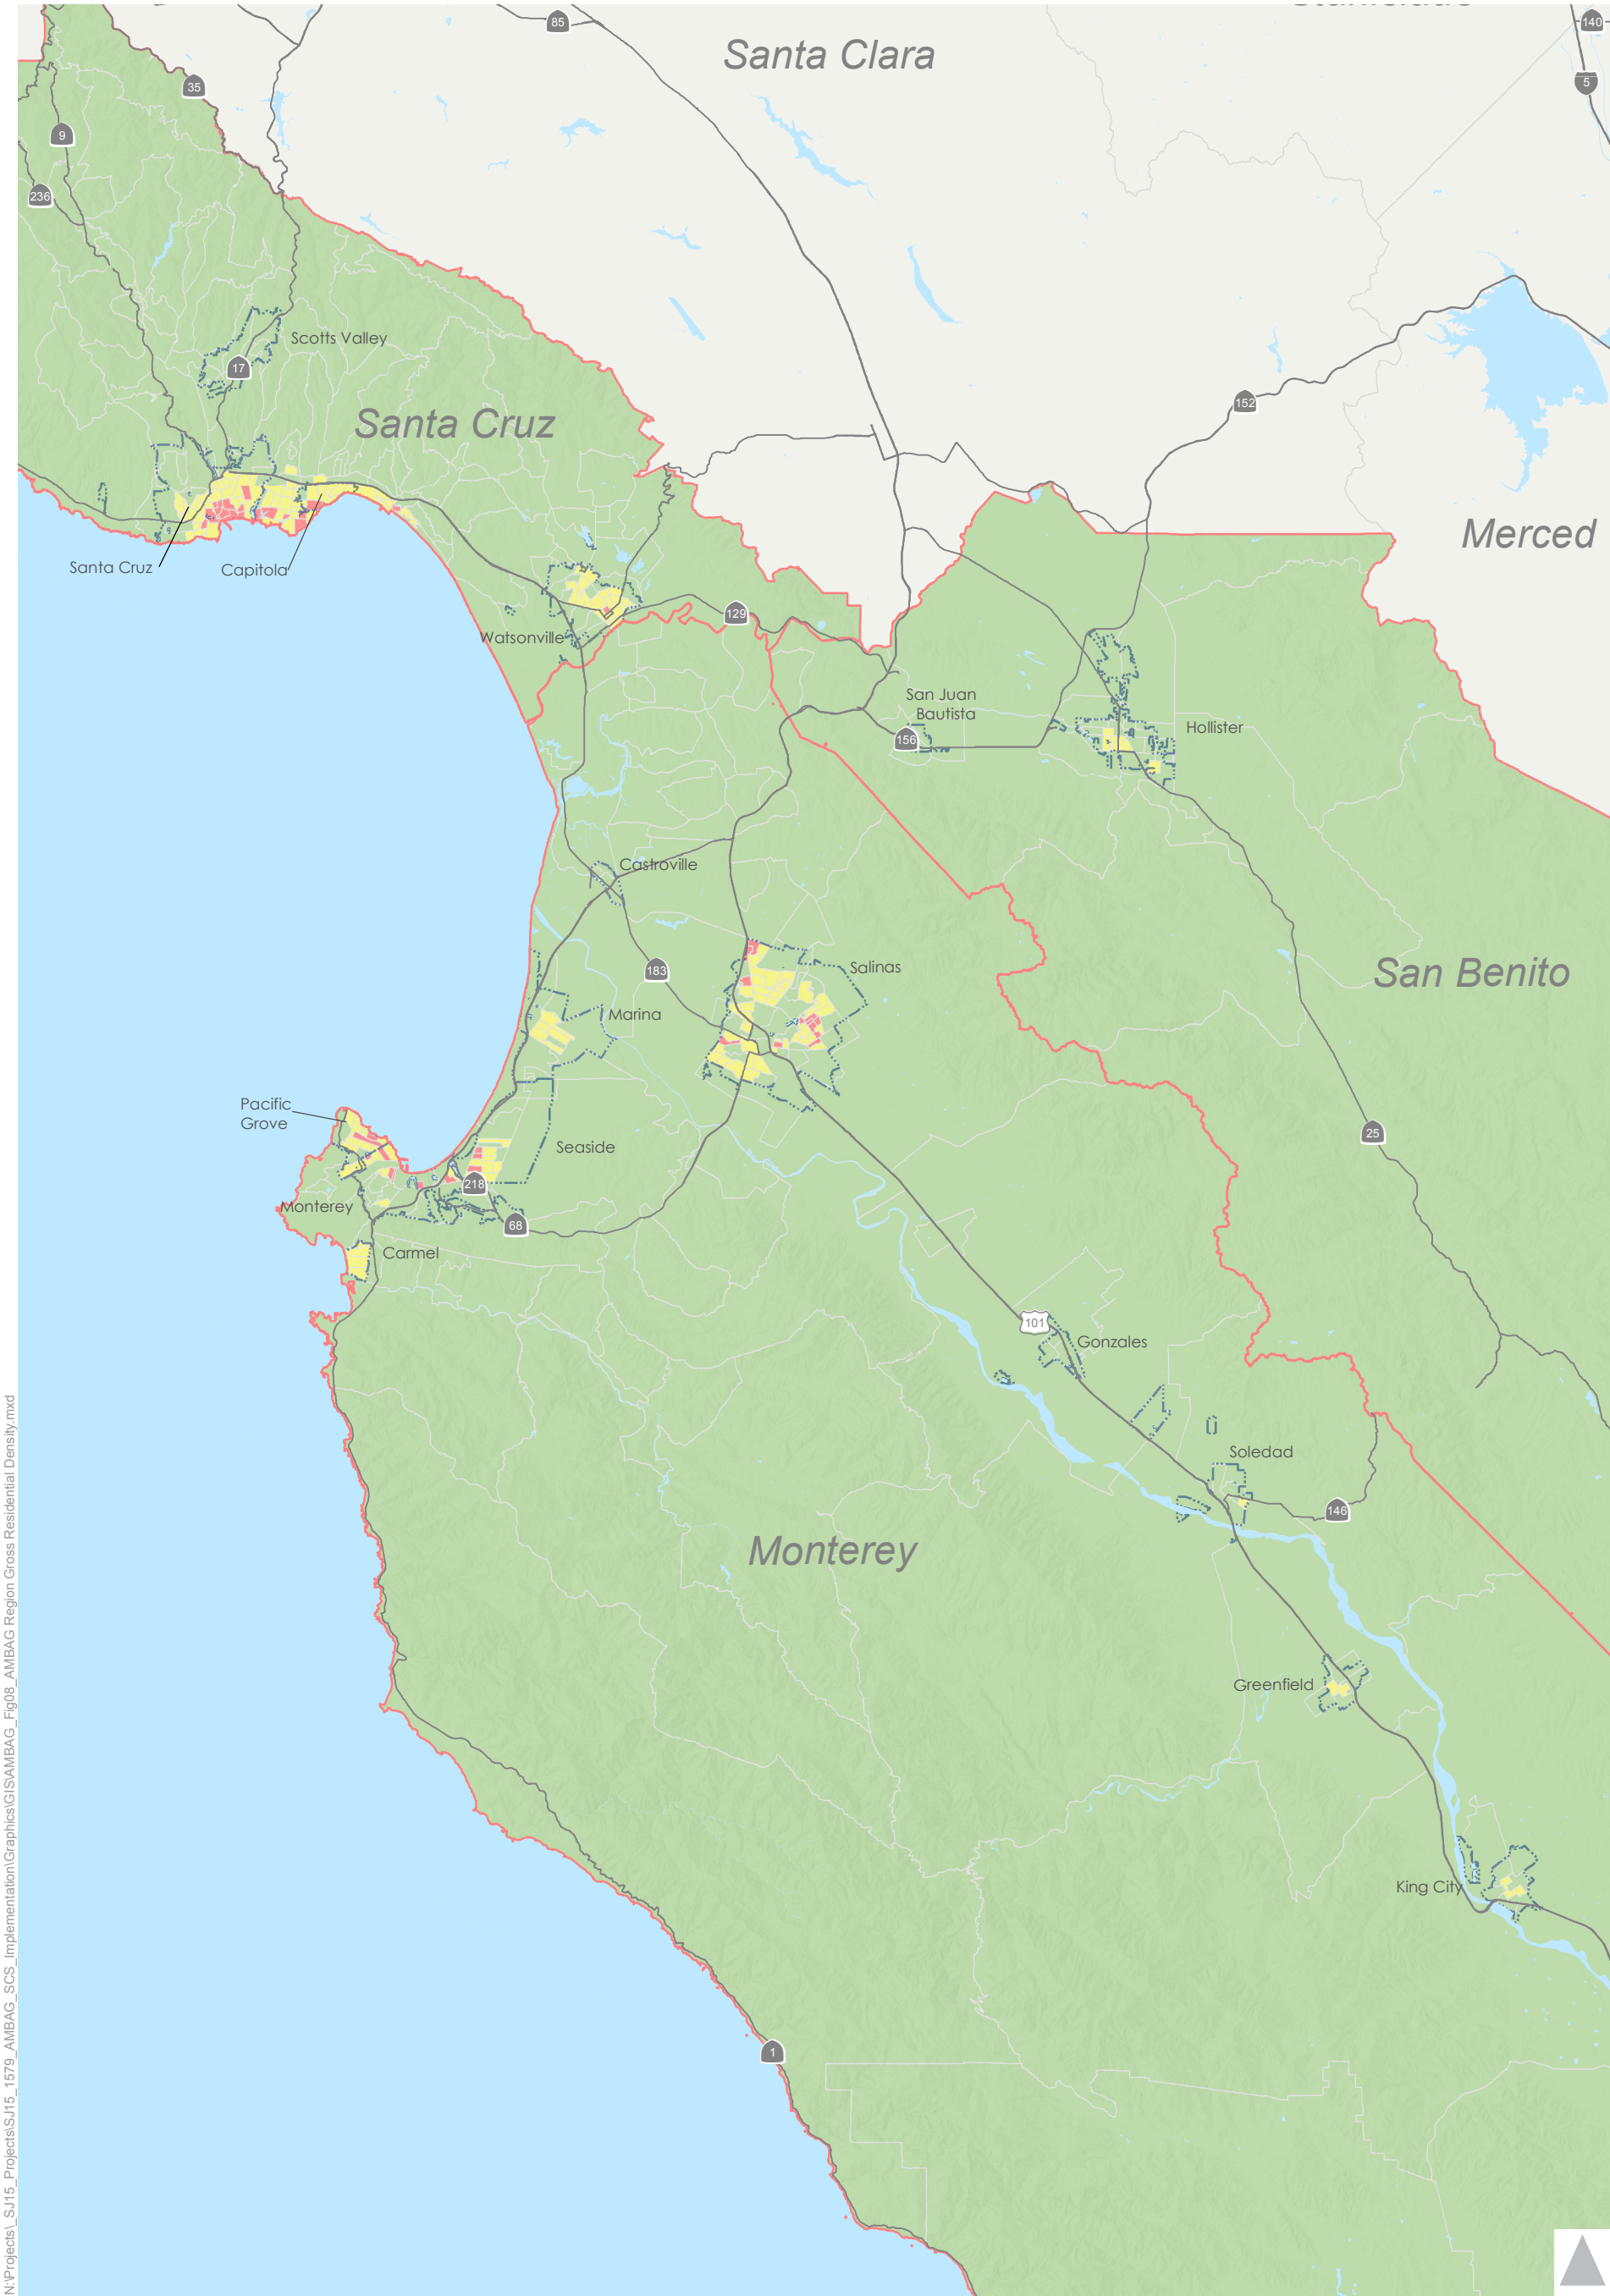 85
Santa Clara
140
5
35
9
236
Scotts Valley
17
Santa Cruz
152
Merced
Santa Cruz
Capitola
129
Watsonville
San Juan
Bautista
156
Hollister
Castroville
183
Salinas
San Benito
Marina
Pacific
Grove
25
Seaside
218
Monterey
68
Carmel
101
Gonzales
Soledad
146
Monterey
Greenfield
King City
1
N:\Projects\_SJ15_Projects\SJ15_1579_AMBAG_SCS_Implementation\Graphics\GIS\AMBAG_Fig08_AMBAG Region Gross Residential Density.mxd